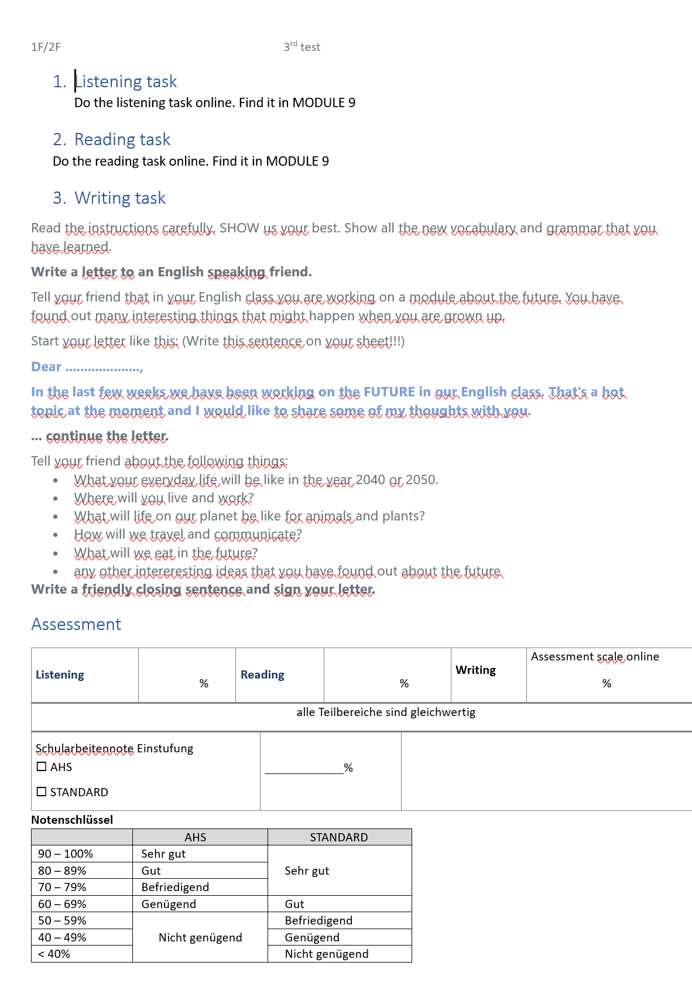 1F/2F 3rd test
1. Listening task
Do the listening task online. Find it in MODULE 9
2. Reading task
Do the reading task online. Find it in MODULE 9
3. Writing task
Read the instructions carefully. SHOW us your best. Show all the new vocabulary and grammar that you
have learned.
Write a letter to an English speaking friend.
Tell your friend that in your English class you are working on a module about the future. You have
found out many interesting things that might happen when you are grown up.
Start your letter like this: (Write this sentence on your sheet!!!)
Dear ....................,
In the last few weeks we have been working on the FUTURE in our English class. That's a hot
topic at the moment and I would like to share some of my thoughts with you.
... continue the letter.
Tell your friend about the following things:
• What your everyday life will be like in the year 2040 or 2050.
• Where will you live and work?
• What will life on our planet be like for animals and plants?
• How will we travel and communicate?
• What will we eat in the future?
• any other intereresting ideas that you have found out about the future
Write a friendly closing sentence and sign your letter.
Assessment
Listening % Reading % Writing Assessment scale online %
alle Teilbereiche sind gleichwertig
Schularbeitennote Einstufung
☐ AHS
____________%
☐ STANDARD
Notenschlüssel
AHS STANDARD
90 – 100% Sehr gut
80 – 89% Gut Sehr gut
70 – 79% Befriedigend
60 – 69% Genügend Gut
50 – 59% Befriedigend
40 – 49% Nicht genügend Genügend
< 40% Nicht genügend